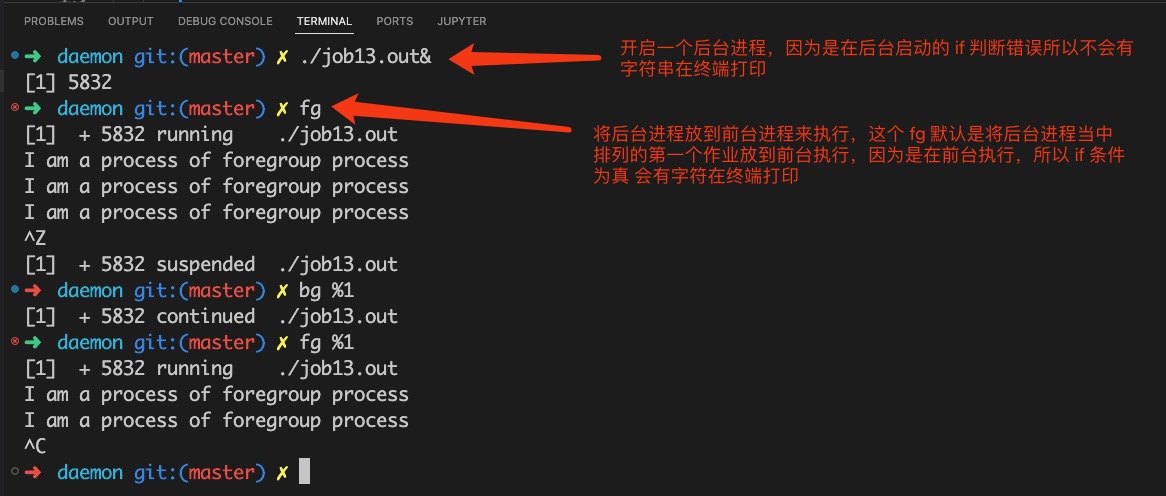 PROBLEMS OUTPUT DEBUG CONSOLE TERMINAL PORTS JUPYTER
➜ daemon git:(master) ✗ ./job13.out&
开启一个后台进程，因为是在后台启动的 if 判断错误所以不会有
字符串在终端打印
[1] 5832
➜ daemon git:(master) ✗ fg
[1]  + 5832 running    ./job13.out
将后台进程放到前台进程来执行，这个 fg 默认是将后台进程当中
排列的第一个作业放到前台执行，因为是在前台执行，所以 if 条件
为真 会有字符在终端打印
I am a process of foregroup process
I am a process of foregroup process
I am a process of foregroup process
^Z
[1]  + 5832 suspended  ./job13.out
➜ daemon git:(master) ✗ bg %1
[1]  + 5832 continued  ./job13.out
➜ daemon git:(master) ✗ fg %1
[1]  + 5832 running    ./job13.out
I am a process of foregroup process
I am a process of foregroup process
^C
➜ daemon git:(master) ✗